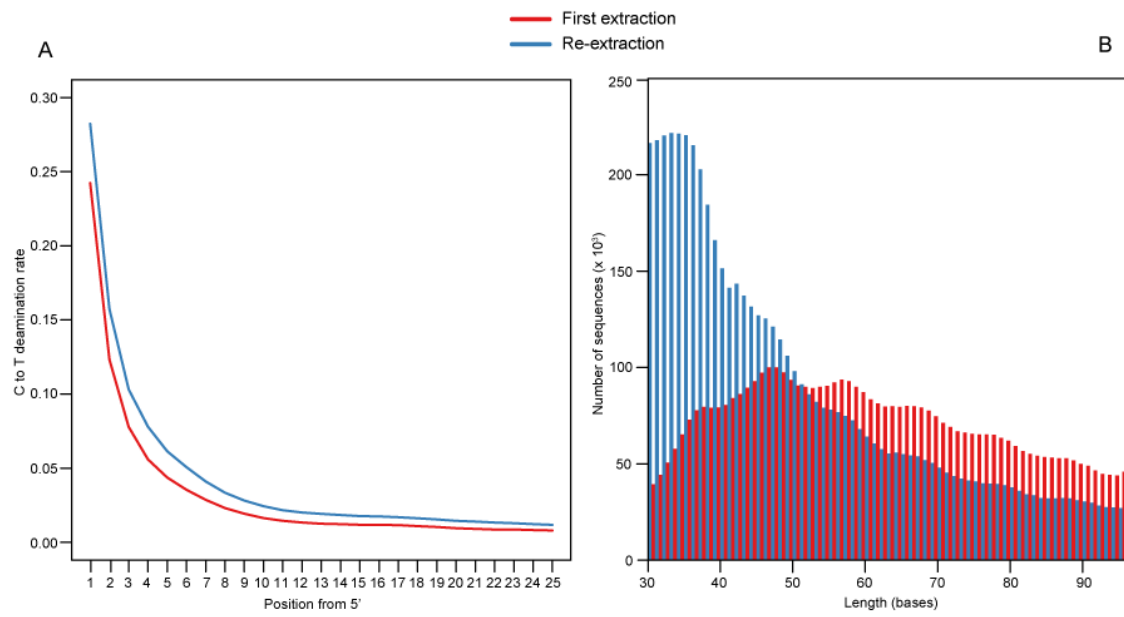 First extraction
Re-extraction
A
C to T deamination rate
0.30
0.25
0.20
0.15
0.10
0.05
0.00
1 2 3 4 5 6 7 8 9 10 11 12 13 14 15 16 17 18 19 20 21 22 23 24 25
Position from 5’
B
Number of sequences (x 10³)
250
200
150
100
50
0
30 40 50 60 70 80 90
Length (bases)